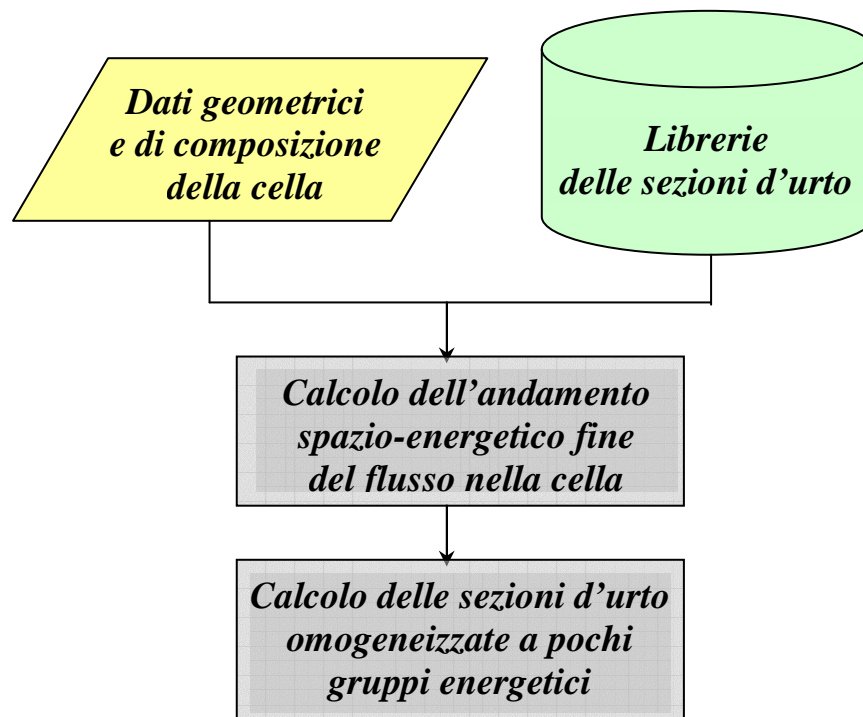 Dati geometrici
e di composizione
della cella
Librerie
delle sezioni d’urto
Calcolo dell’andamento
spazio-energetico fine
del flusso nella cella
Calcolo delle sezioni d’urto
omogeneizzate a pochi
gruppi energetici